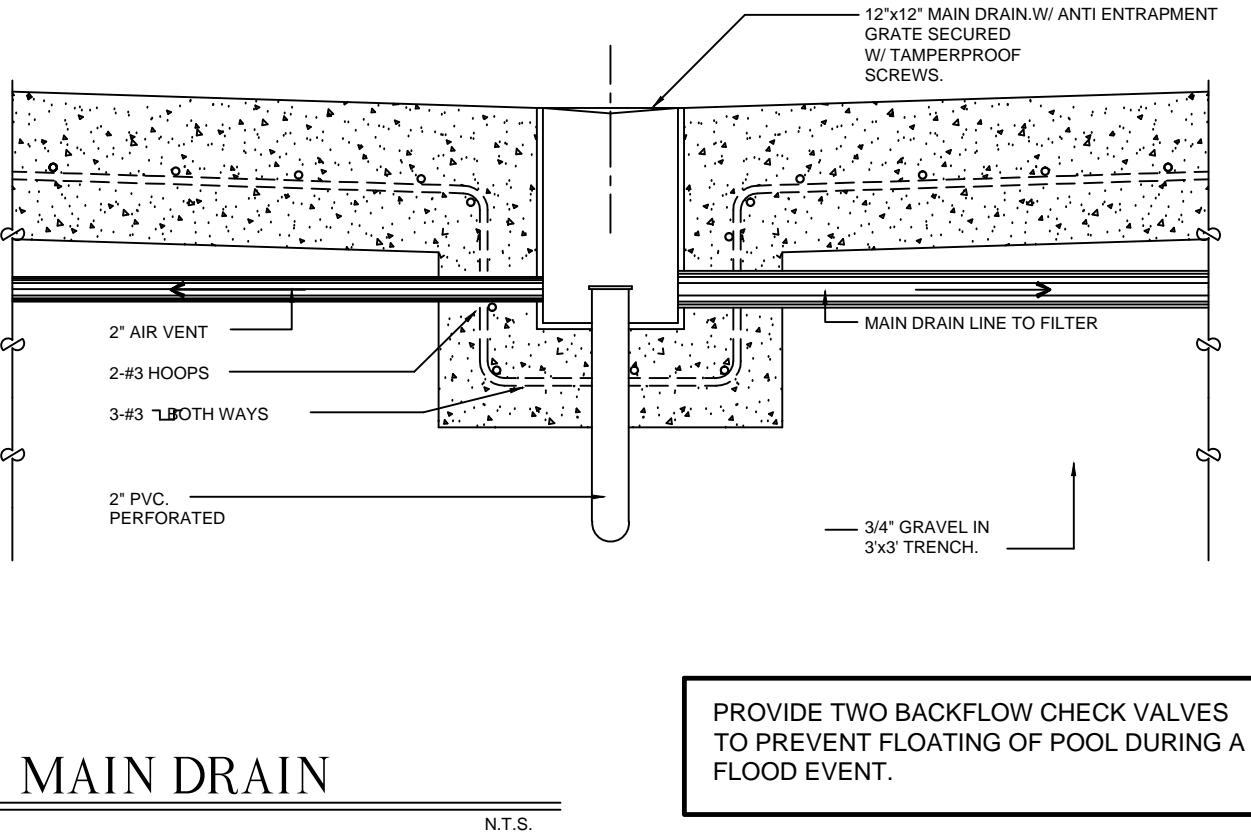 12"x12" MAIN DRAIN.W/ ANTI ENTRAPMENT
GRATE SECURED
W/ TAMPERPROOF
SCREWS.
2" AIR VENT
MAIN DRAIN LINE TO FILTER
2-#3 HOOPS
3-#3 BOTH WAYS
2" PVC.
PERFORATED
3/4" GRAVEL IN
3'x3' TRENCH.
PROVIDE TWO BACKFLOW CHECK VALVES
TO PREVENT FLOATING OF POOL DURING A
FLOOD EVENT.
MAIN DRAIN
N.T.S.